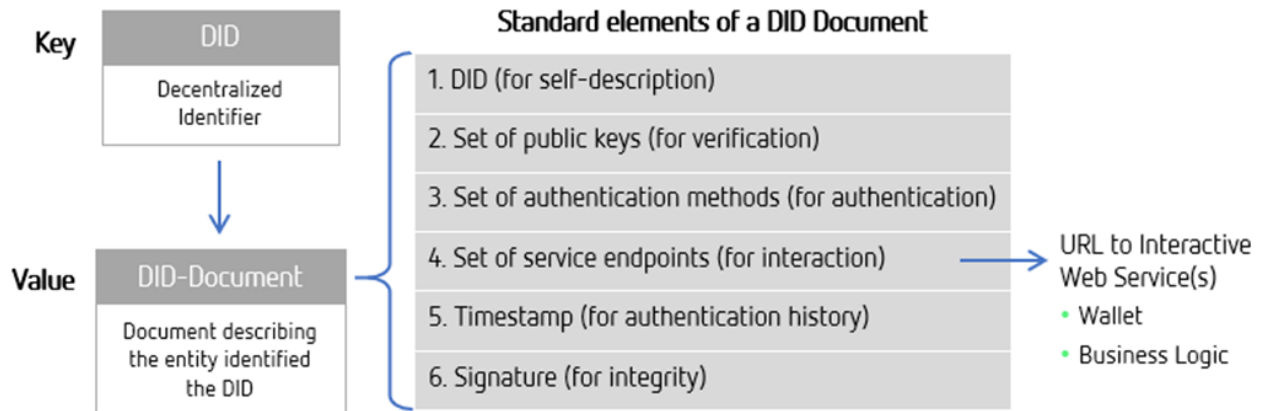 Standard elements of a DID Document
Key
DID
Decentralized
Identifier
Value
DID-Document
Document describing
the entity identified
the DID
1. DID (for self-description)
2. Set of public keys (for verification)
3. Set of authentication methods (for authentication)
4. Set of service endpoints (for interaction)
5. Timestamp (for authentication history)
6. Signature (for integrity)
URL to Interactive
Web Service(s)
• Wallet
• Business Logic